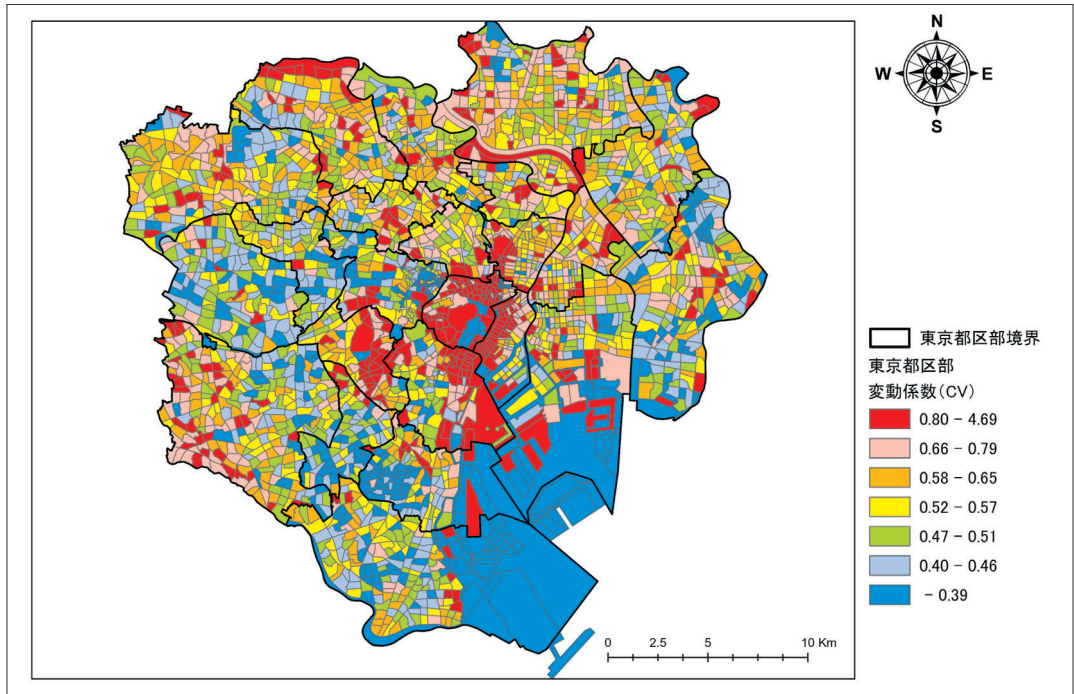 N
W E
S
東京都区部境界
東京都区部
変動係数(CV)
0.80 – 4.69
0.66 – 0.79
0.58 – 0.65
0.52 – 0.57
0.47 – 0.51
0.40 – 0.46
– 0.39
0 2.5 5 10 Km